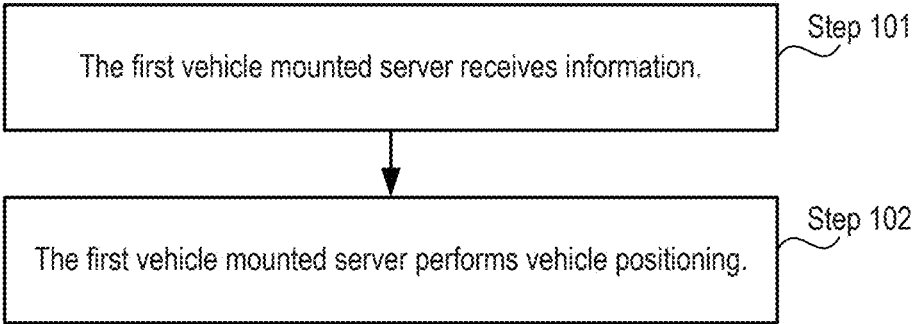 Step 101
The first vehicle mounted server receives information.
Step 102
The first vehicle mounted server performs vehicle positioning.